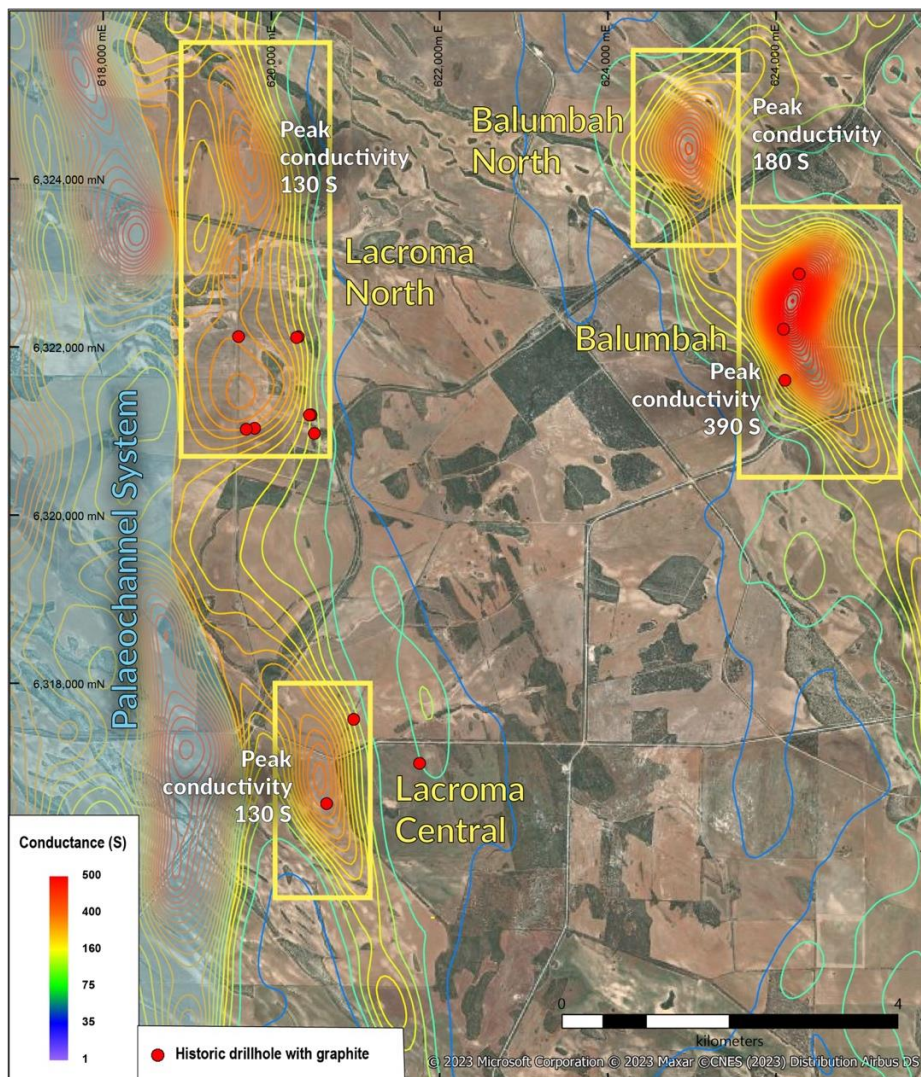 618,000 mE
620,000 mE
622,000 mE
624,000 mE
624,000 mE
6,324,000 mN
6,322,000 mN
6,320,000 mN
6,318,000 mN
Peak
conductivity
130 S
Lacroma
North
Balumbah
North
Peak
conductivity
180 S
Balumbah
Peak
conductivity
390 S
Palaeochannel System
Peak
conductivity
130 S
Lacroma
Central
Conductance (S)
500
400
160
75
35
1
Historic drillhole with graphite
0 4
kilometers
© 2023 Microsoft Corporation © 2023 Maxar ©CNES (2023) Distribution Airbus DS